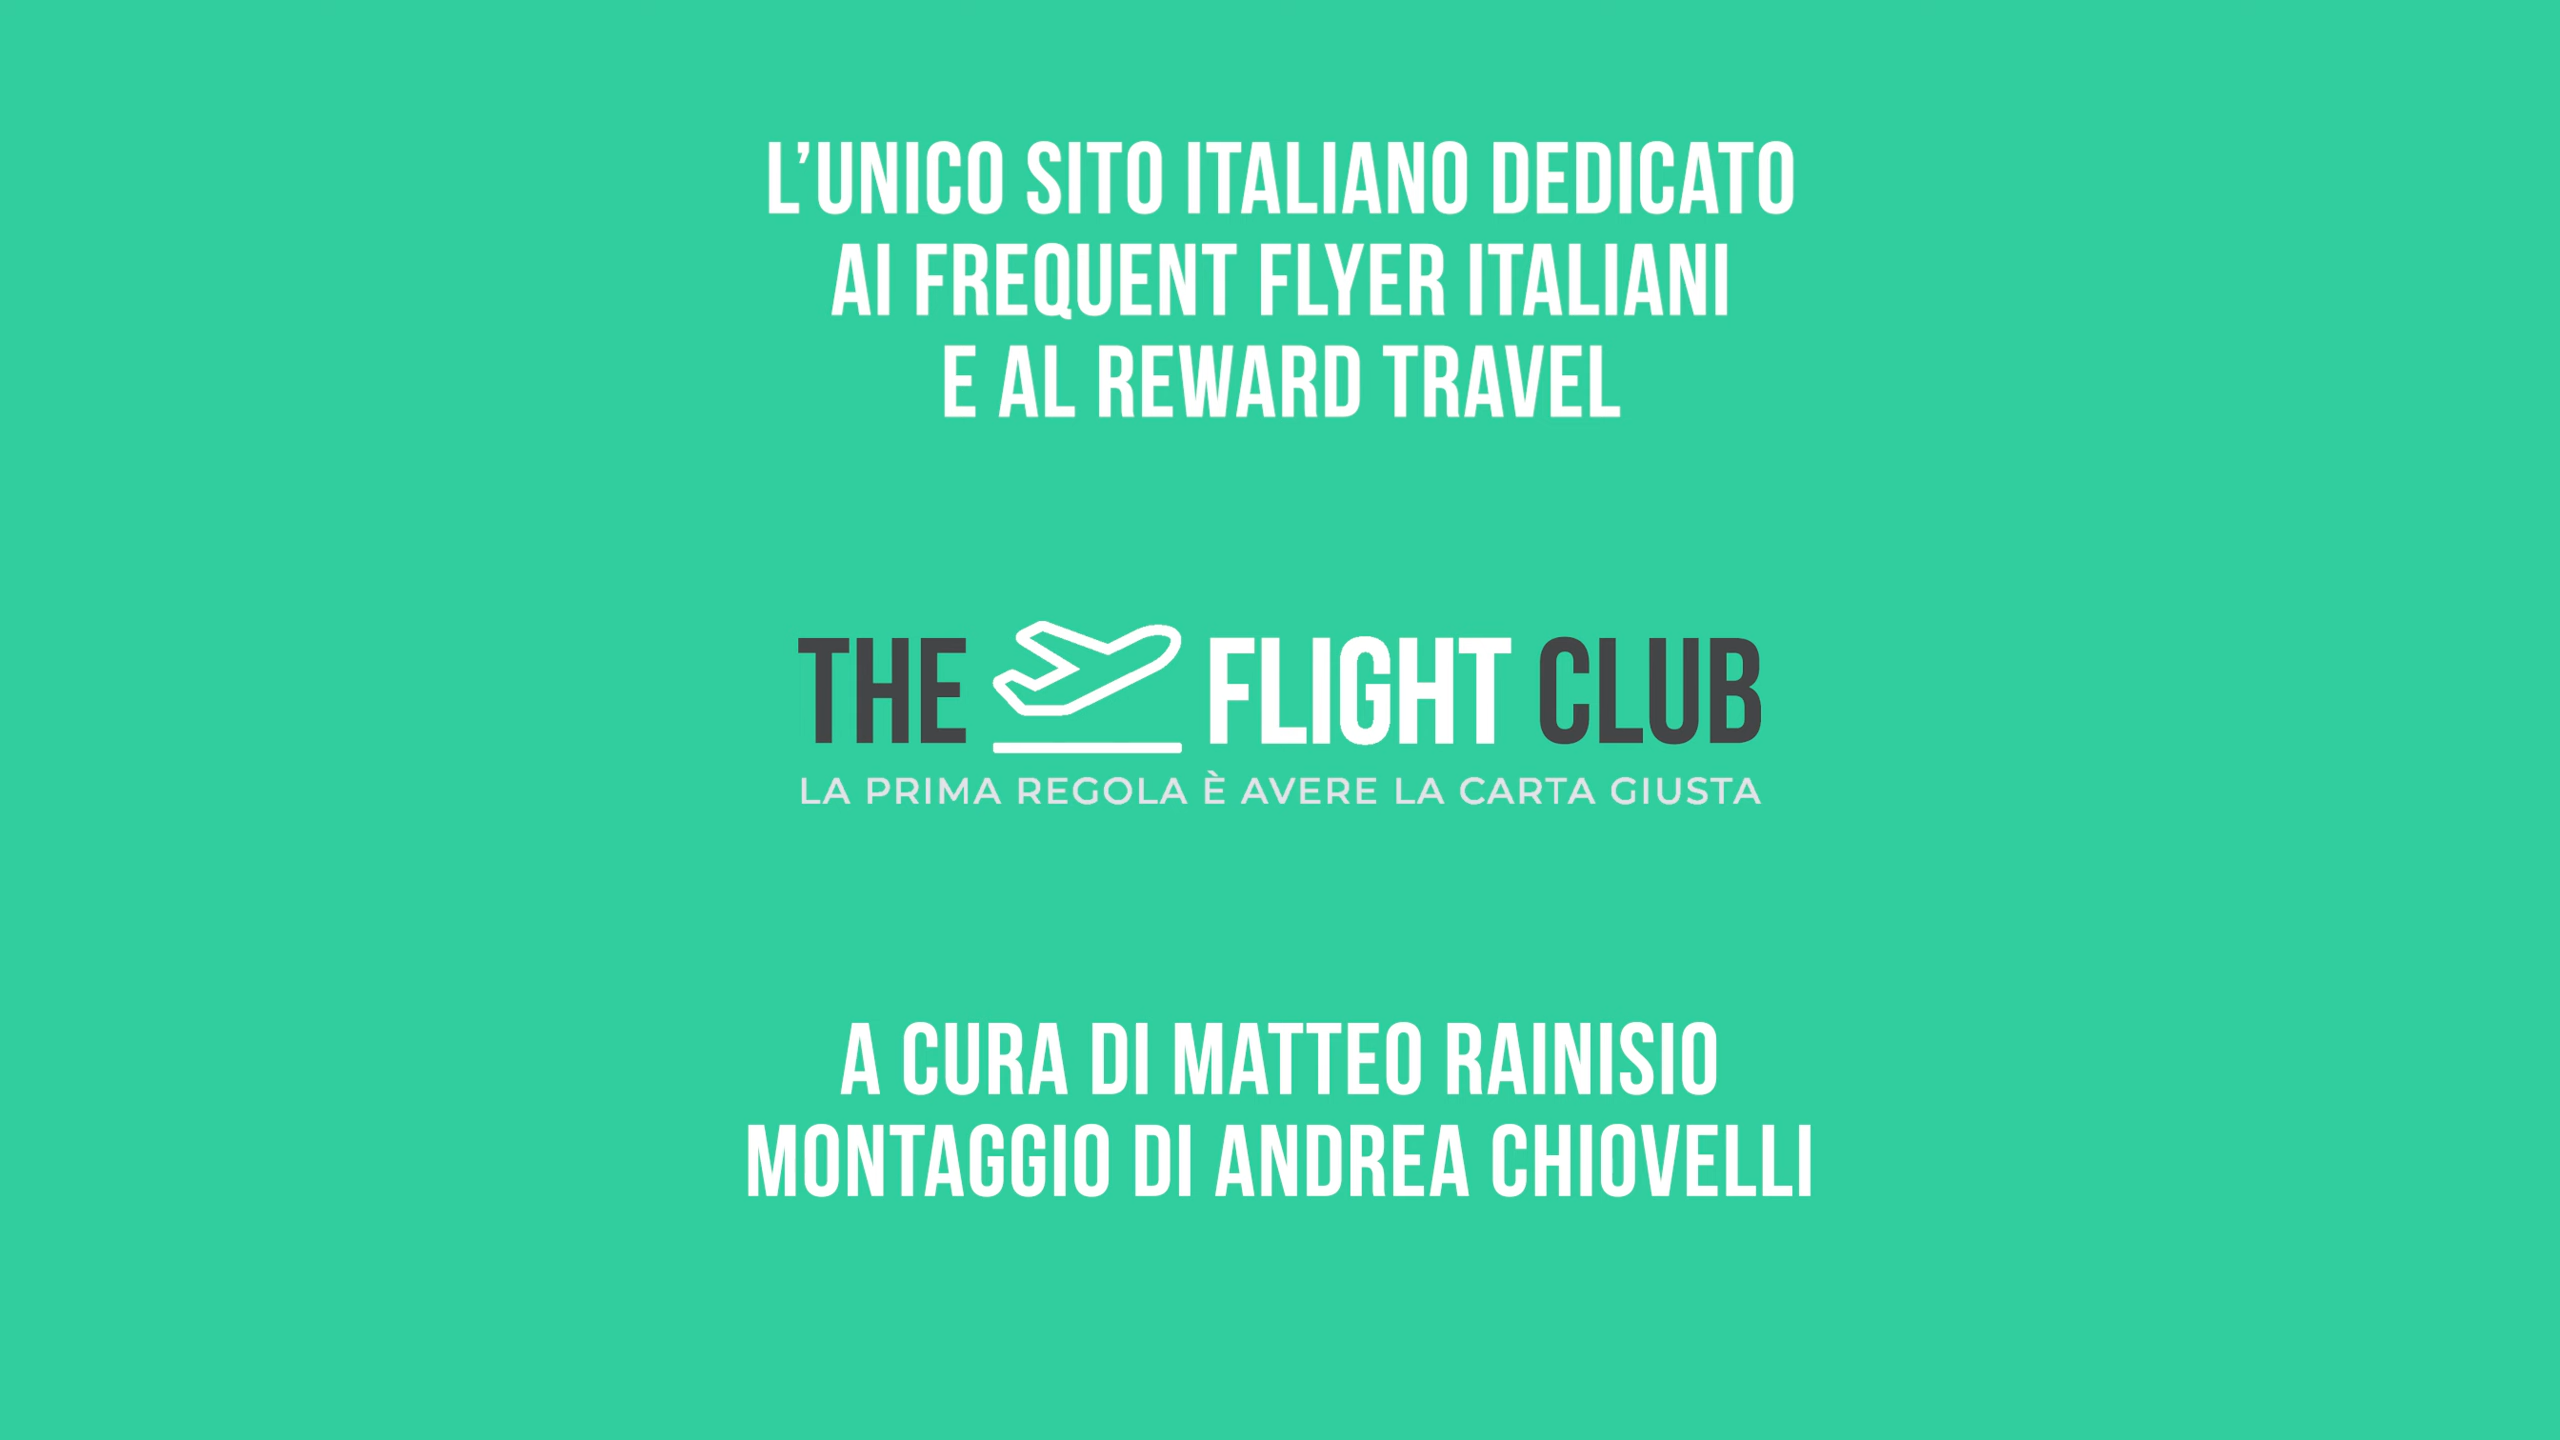 L’UNICO SITO ITALIANO DEDICATO
AI FREQUENT FLYER ITALIANI
E AL REWARD TRAVEL
THE FLIGHT CLUB
LA PRIMA REGOLA È AVERE LA CARTA GIUSTA
A CURA DI MATTEO RAINISIO
MONTAGGIO DI ANDREA CHIOVELLI